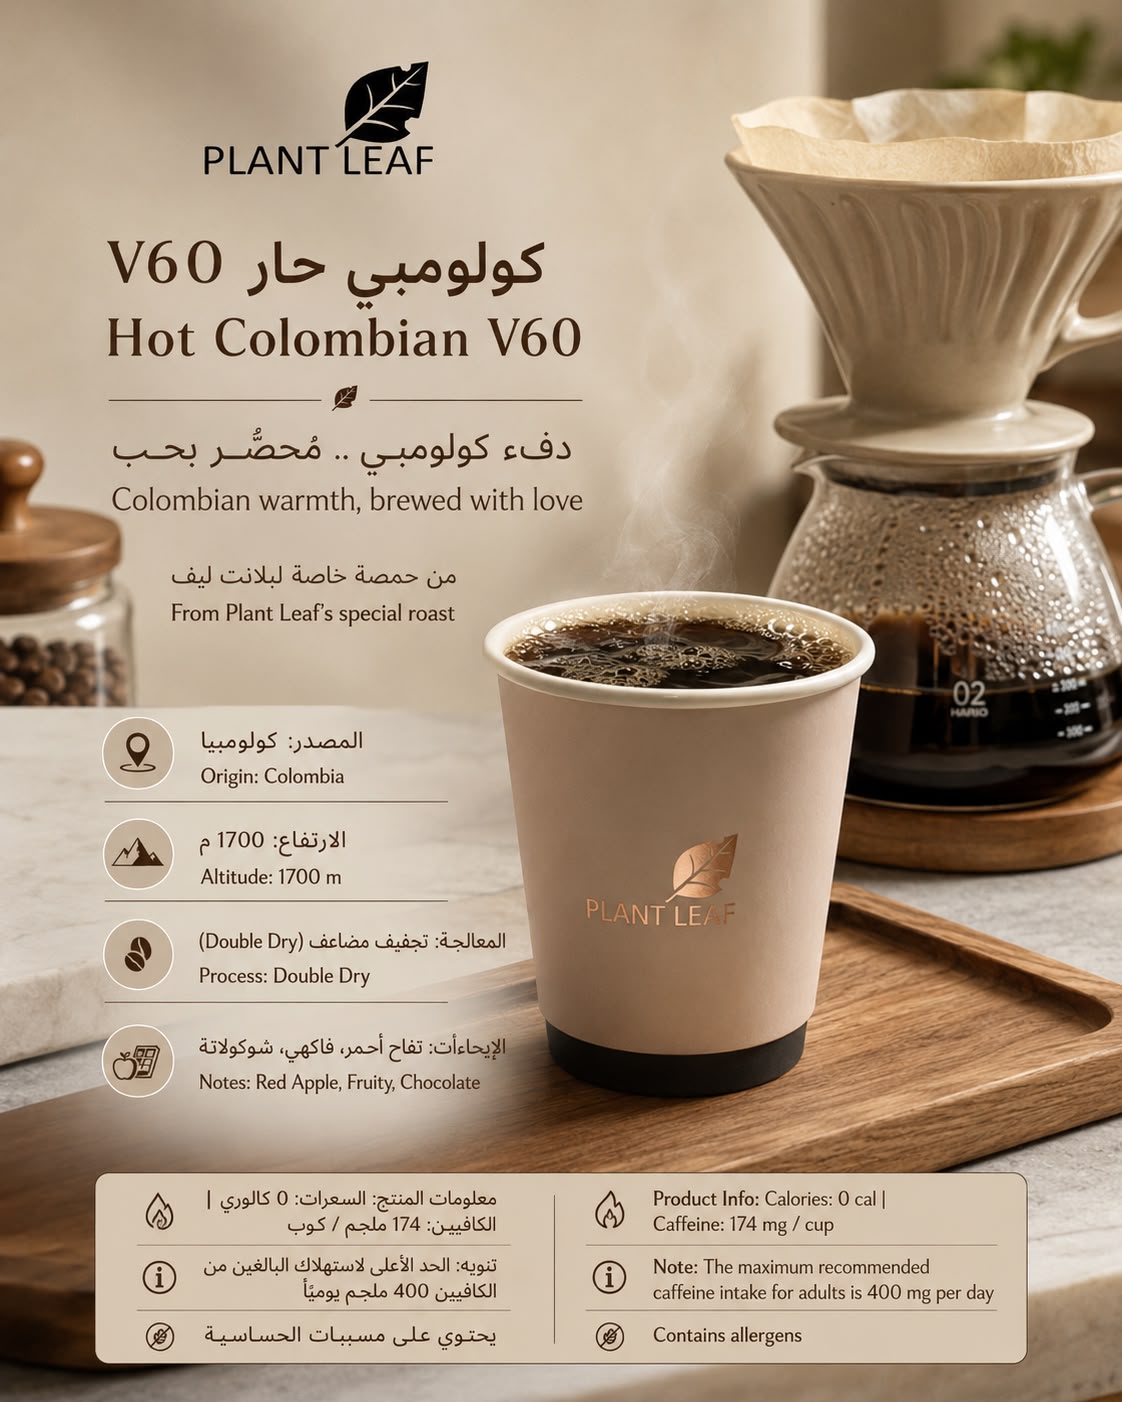 PLANT LEAF
كولومبي حار V60
Hot Colombian V60
دفء كولومبي .. مُحضُّـر بحب
Colombian warmth, brewed with love
من حمصة خاصة لبلانت ليف
From Plant Leaf’s special roast
المصدر: كولومبيا
Origin: Colombia
الارتفاع: 1700 م
Altitude: 1700 m
المعالجة: تجفيف مضاعف (Double Dry)
Process: Double Dry
الإيحاءأت: تفاح أحمر، فاكهي، شوكولاتة
Notes: Red Apple, Fruity, Chocolate
PLANT LEAF
02
HARIO
معلومات المنتج: السعرات: 0 كالوري |
الكافيين: 174 ملجم / كوب
تنويه: الحد الأعلى لاستهلاك البالغين من
الكافيين 400 ملجم يوميًأ
يحتوي على مسببات الحساسية
Product Info: Calories: 0 cal |
Caffeine: 174 mg / cup
Note: The maximum recommended
caffeine intake for adults is 400 mg per day
Contains allergens